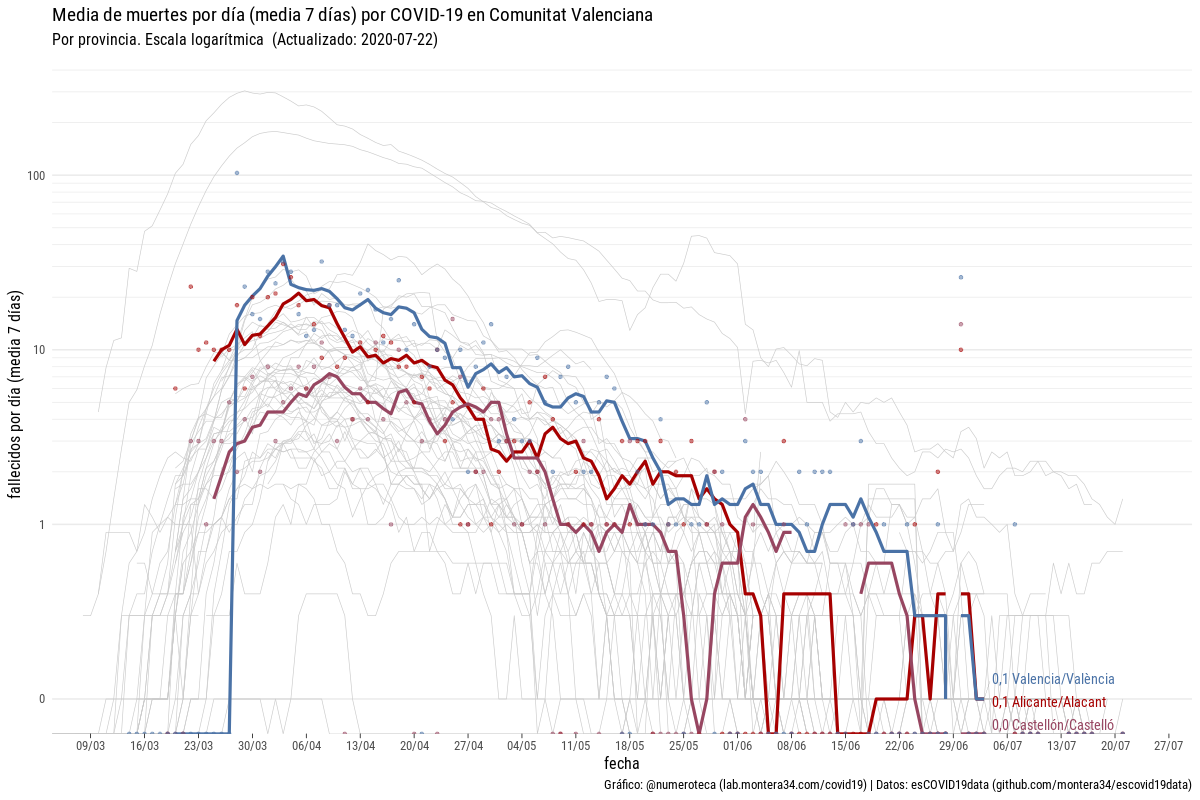 Media de muertes por día (media 7 días) por COVID-19 en Comunitat Valenciana
Por provincia. Escala logarítmica (Actualizado: 2020-07-22)
fallecidos por día (media 7 días)
100
10
1
0
0,1 Valencia/València
0,1 Alicante/Alacant
0,0 Castellón/Castelló
09/03 16/03 23/03 30/03 06/04 13/04 20/04 27/04 04/05 11/05 18/05 25/05 01/06 08/06 15/06 22/06 29/06 06/07 13/07 20/07 27/07
fecha
Gráfico: @numeroteca (lab.montera34.com/covid19) | Datos: esCOVID19data (github.com/montera34/escovid19data)